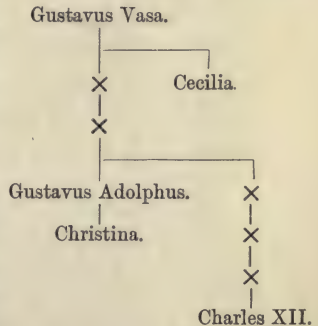 Gustavus Vasa.
Cecilia.
×
×
Gustavus Adolphus.
×
Christina.
×
×
Charles XII.